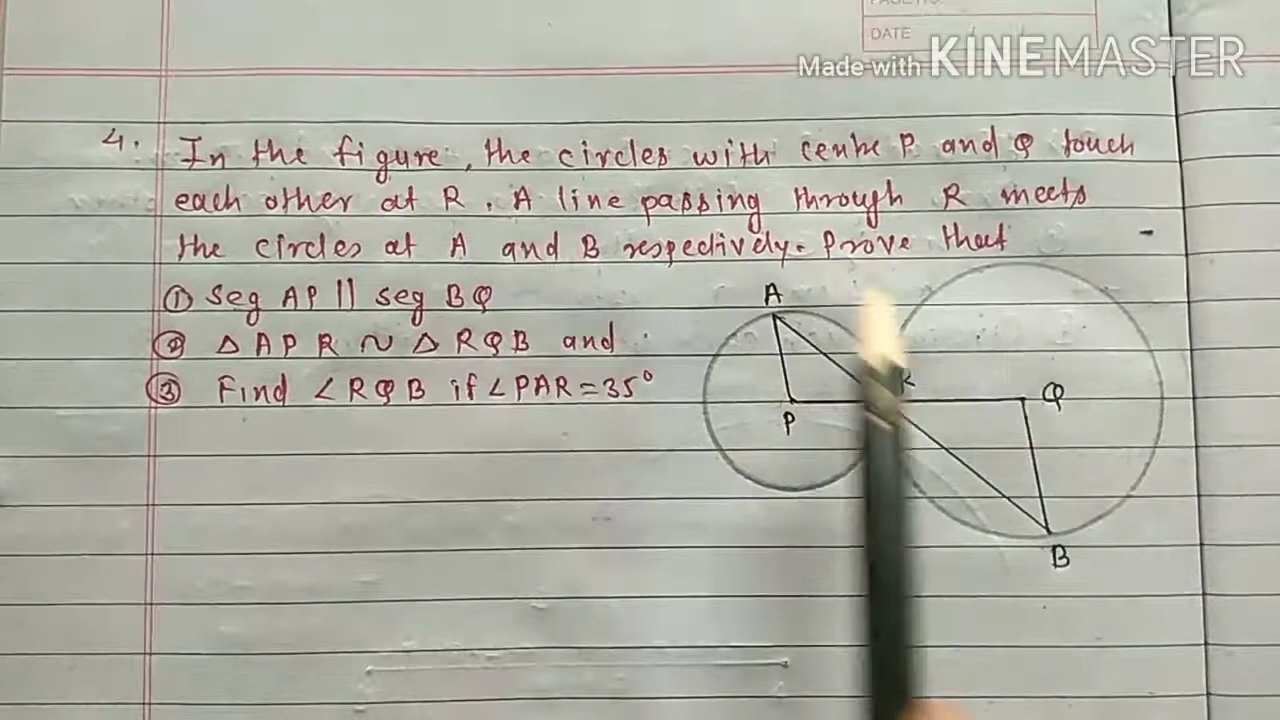 DATE
Made with KINEMASTER
4. In the figure, the circles with centre P and Q touch
each other at R. A line passing through R meets
the circles at A and B respectively. Prove that
① seg AP || seg BQ
② △ APR ~ △ RQB and
③ Find ∠RQB if ∠PAR = 35°
A
R
Q
P
B